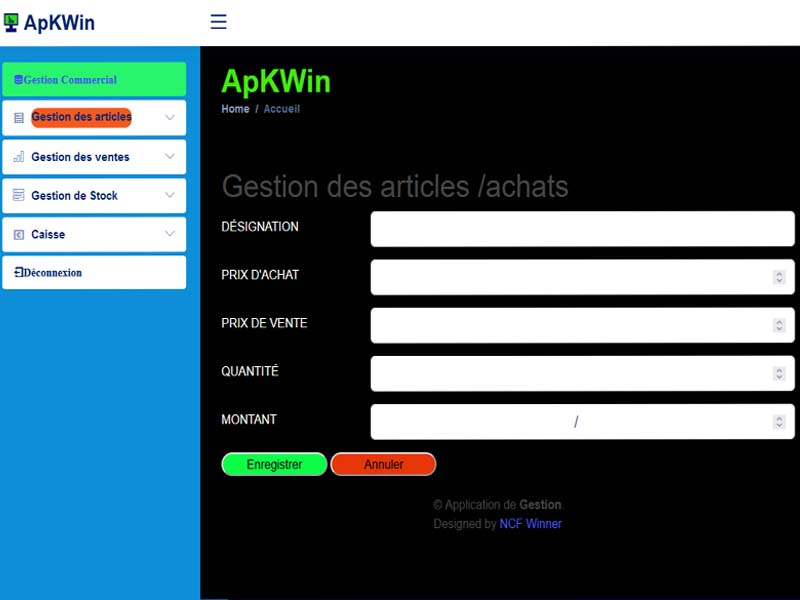 ApKWin
Gestion Commercial
Gestion des articles
Gestion des ventes
Gestion de Stock
Caisse
Déconnexion
ApKWin
Home / Accueil
Gestion des articles /achats
DÉSIGNATION
PRIX D'ACHAT
PRIX DE VENTE
QUANTITÉ
MONTANT /
Enregistrer Annuler
© Application de Gestion
Designed by NCF Winner